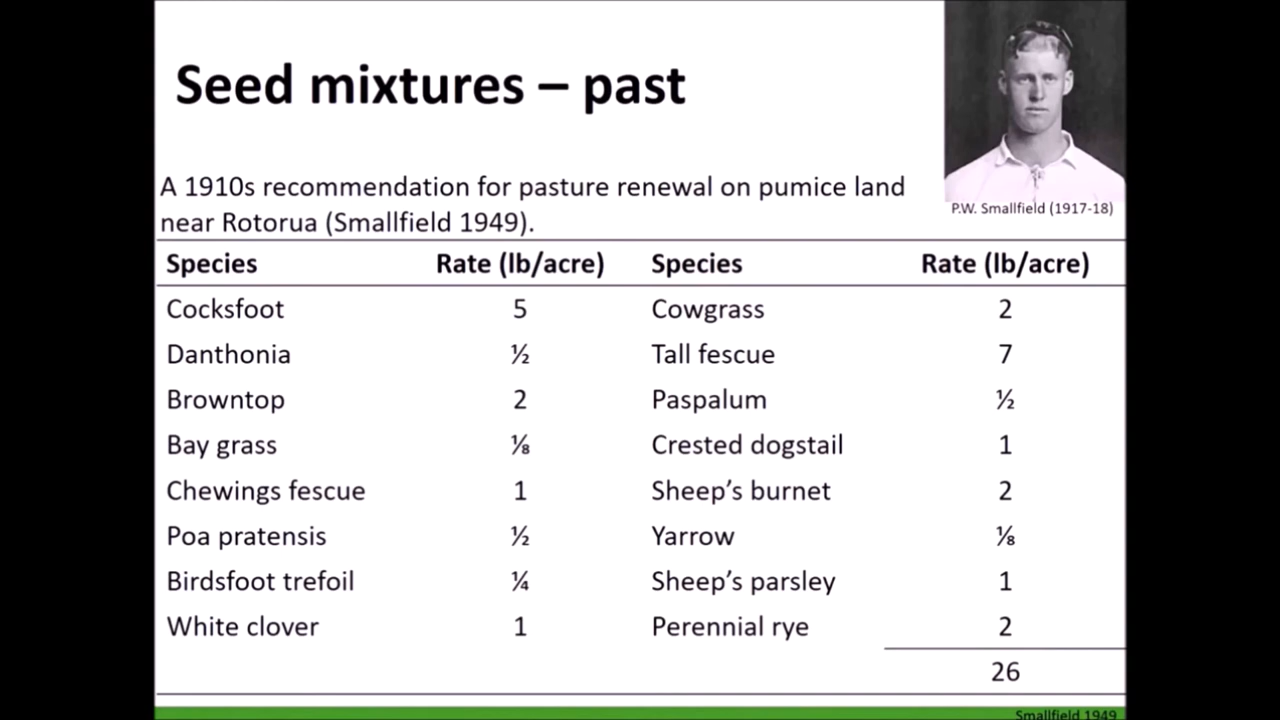 Seed mixtures – past
A 1910s recommendation for pasture renewal on pumice land
near Rotorua (Smallfield 1949).
P.W. Smallfield (1917-18)
Species Rate (lb/acre) Species Rate (lb/acre)
Cocksfoot 5 Cowgrass 2
Danthonia ½ Tall fescue 7
Browntop 2 Paspalum ½
Bay grass ⅛ Crested dogstail 1
Chewings fescue 1 Sheep’s burnet 2
Poa pratensis ½ Yarrow ⅛
Birdsfoot trefoil ¼ Sheep’s parsley 1
White clover 1 Perennial rye 2
26
Smallfield 1949